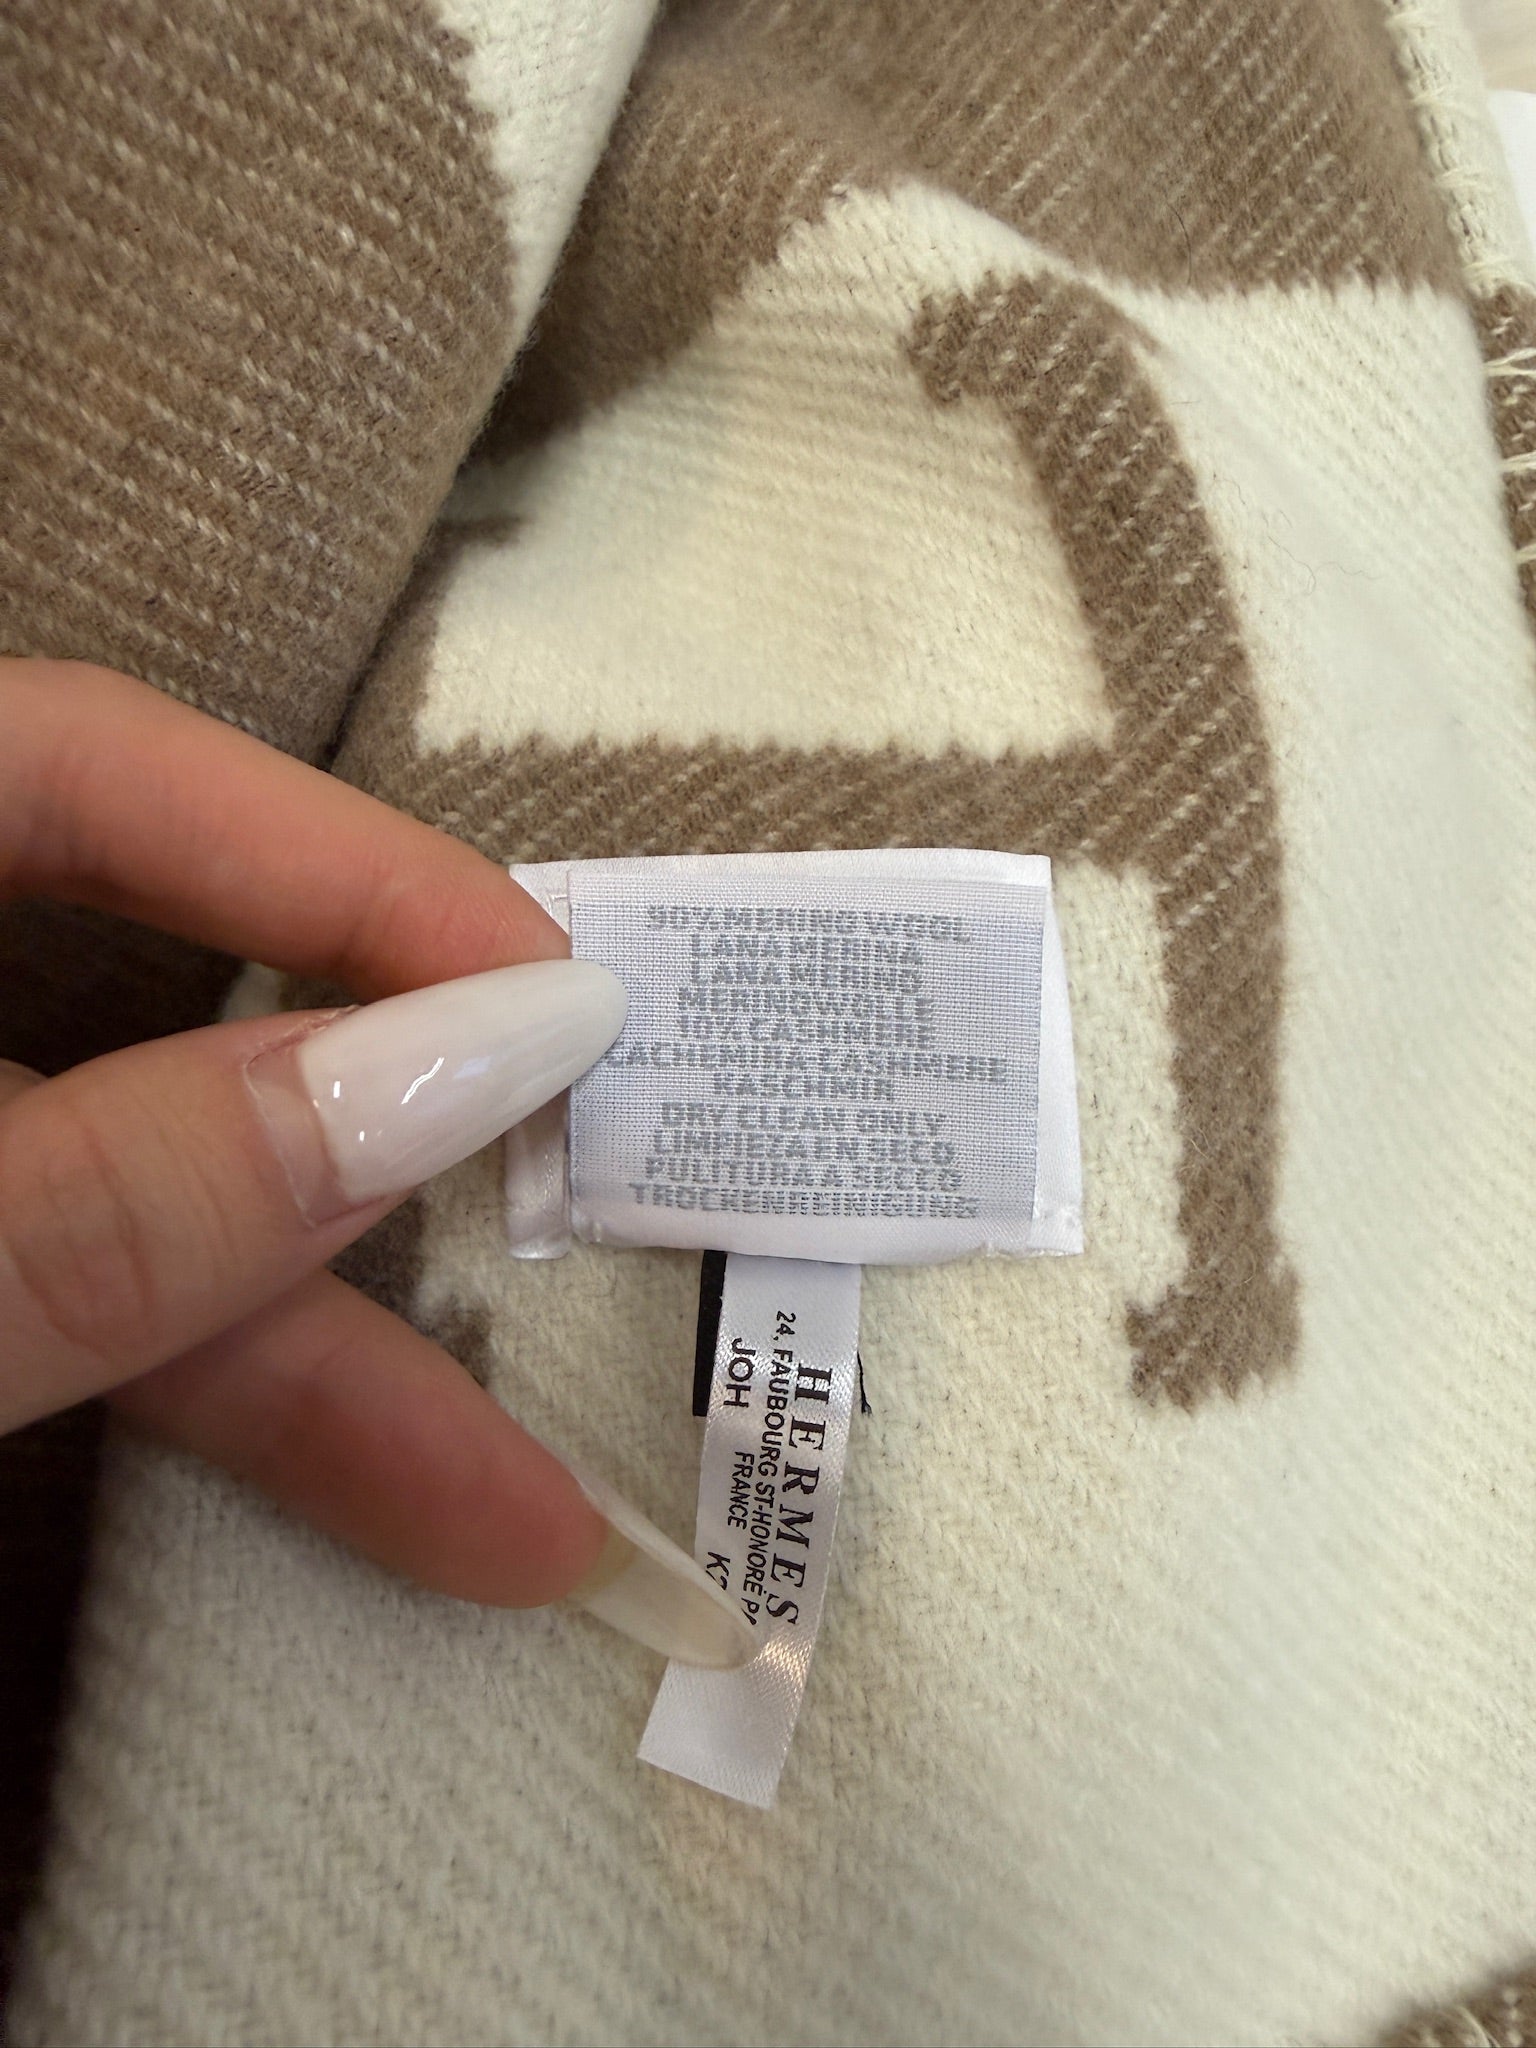 90% MERINO WOOL
LANA MERINA
LANA MERINO
MERINOWOLLE
10% CASHMERE
CASHMERE
KASCHMIR
DRY CLEAN ONLY
LIMPIEZA EN SECO
PULITURA A SECCO
TROCKENREINIGUNG
HERMES
24, FAUBOURG ST-HONORÉ
JOH FRANCE